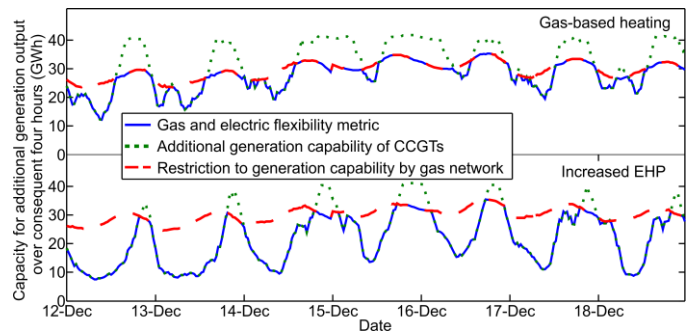 Capacity for additional generation output
over consequent four hours (GWh)
Gas-based heating
50
40
30
20
10
0
Gas and electric flexibility metric
Additional generation capability of CCGTs
Restriction to generation capability by gas network
Increased EHP
40
30
20
10
0
12-Dec 13-Dec 14-Dec 15-Dec 16-Dec 17-Dec 18-Dec
Date